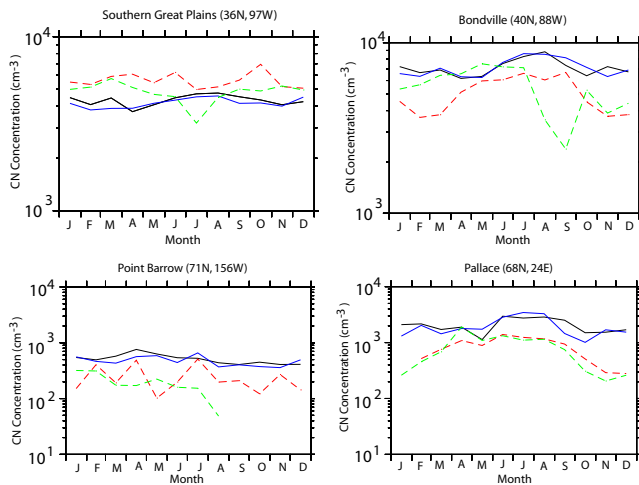 Southern Great Plains (36N, 97W)
10^4
CN Concentration (cm^-3)
10^3
J F M A M J J A S O N D
Month
Bondville (40N, 88W)
10^4
CN Concentration (cm^-3)
10^3
J F M A M J J A S O N D
Month
Point Barrow (71N, 156W)
10^4
10^3
CN Concentration (cm^-3)
10^2
10^1
J F M A M J J A S O N D
Month
Pallace (68N, 24E)
10^4
10^3
CN Concentration (cm^-3)
10^2
10^1
J F M A M J J A S O N D
Month